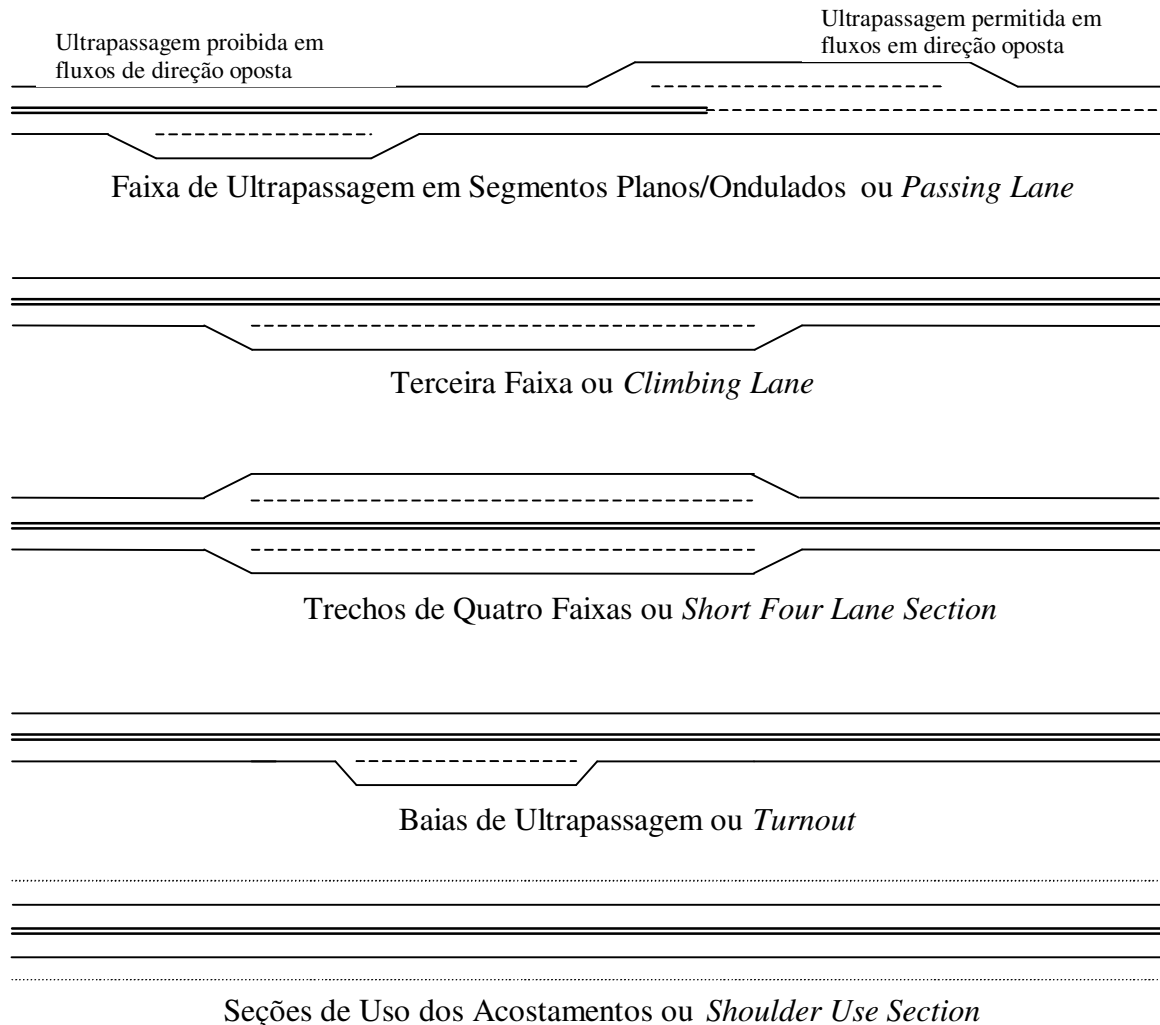 Ultrapassagem proibida em
fluxos de direção oposta
Ultrapassagem permitida em
fluxos em direção oposta
Faixa de Ultrapassagem em Segmentos Planos/Ondulados ou Passing Lane
Terceira Faixa ou Climbing Lane
Trechos de Quatro Faixas ou Short Four Lane Section
Baias de Ultrapassagem ou Turnout
Seções de Uso dos Acostamentos ou Shoulder Use Section